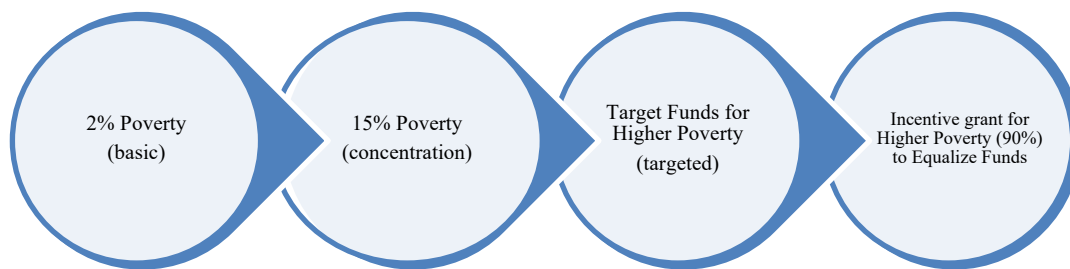 2% Poverty
(basic)
15% Poverty
(concentration)
Target Funds for
Higher Poverty
(targeted)
Incentive grant for
Higher Poverty (90%)
to Equalize Funds